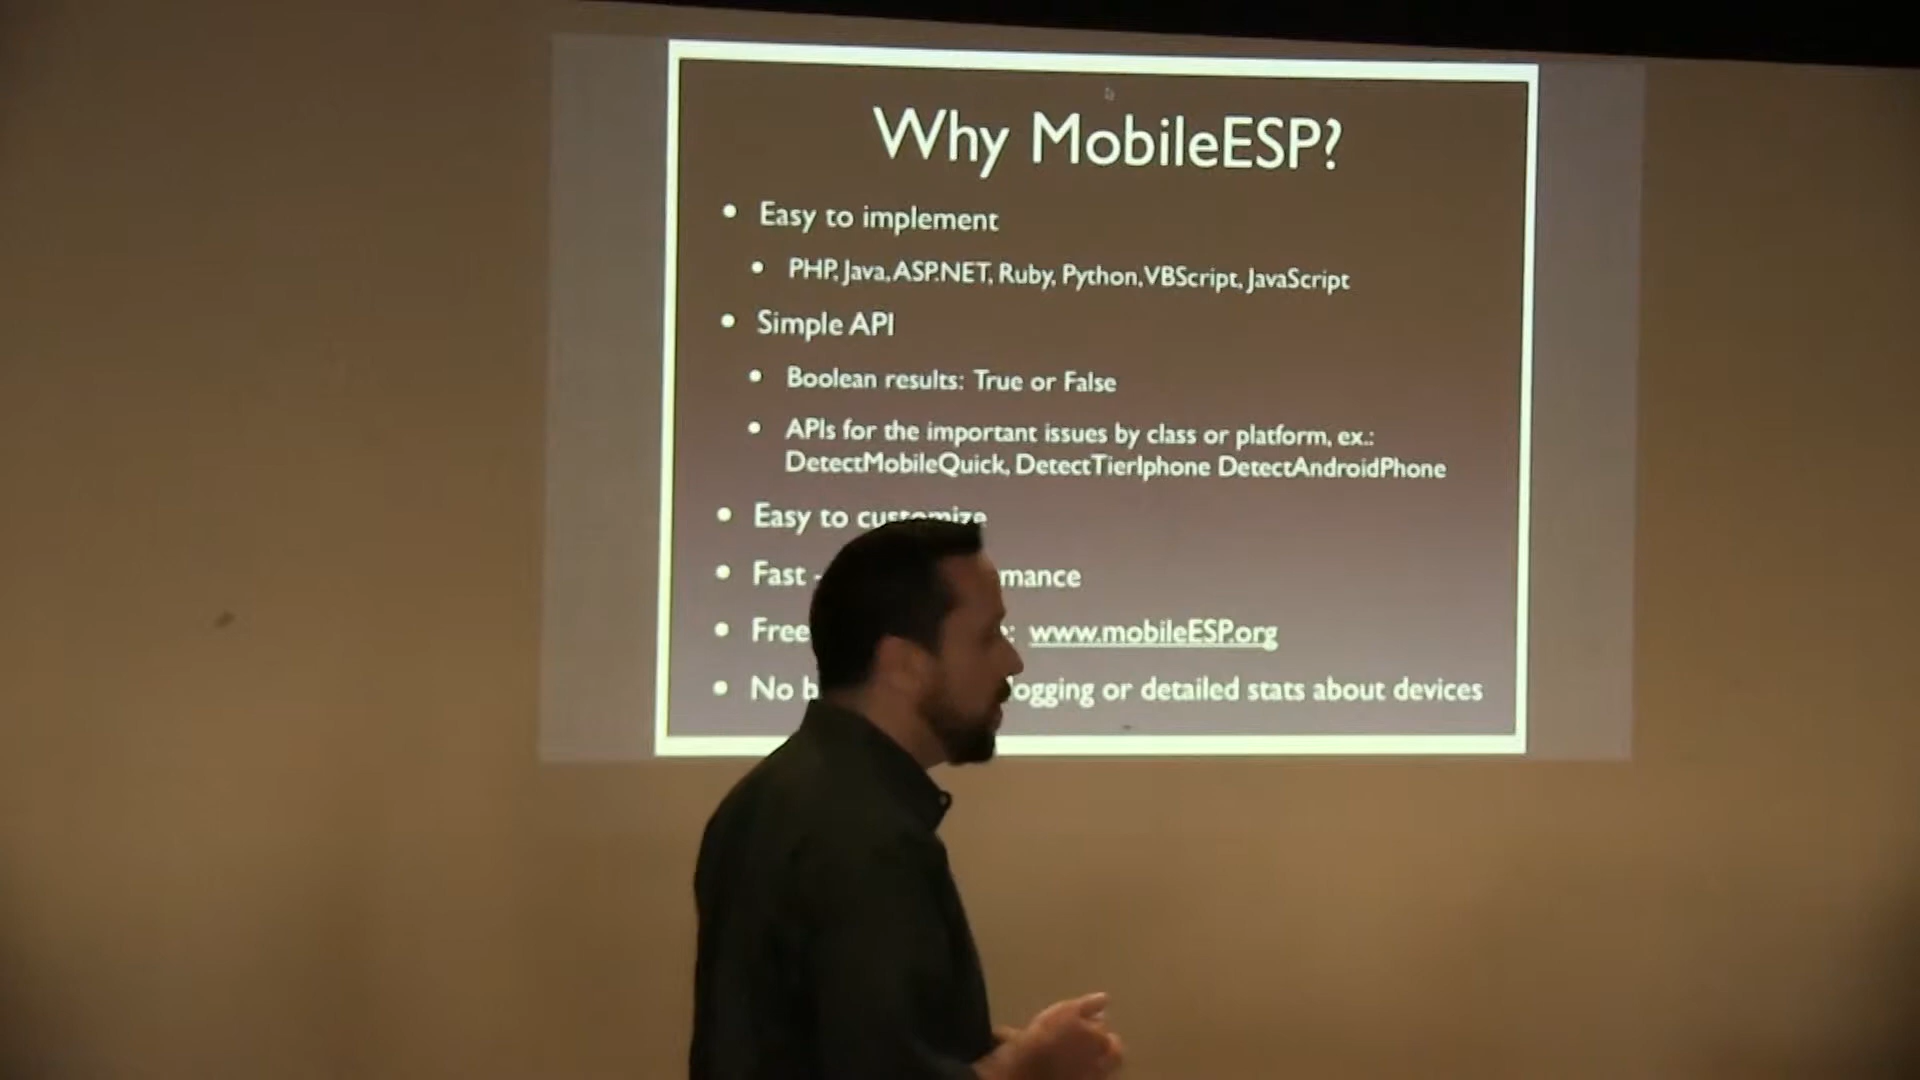 Why MobileESP?
• Easy to implement
• PHP, Java, ASP.NET, Ruby, Python, VBScript, JavaScript
• Simple API
• Boolean results: True or False
• APIs for the important issues by class or platform, ex.:
DetectMobileQuick, DetectTierIphone DetectAndroidPhone
• Easy to customize
• Fast -
• Free : www.mobileESP.org
• No logging or detailed stats about devices